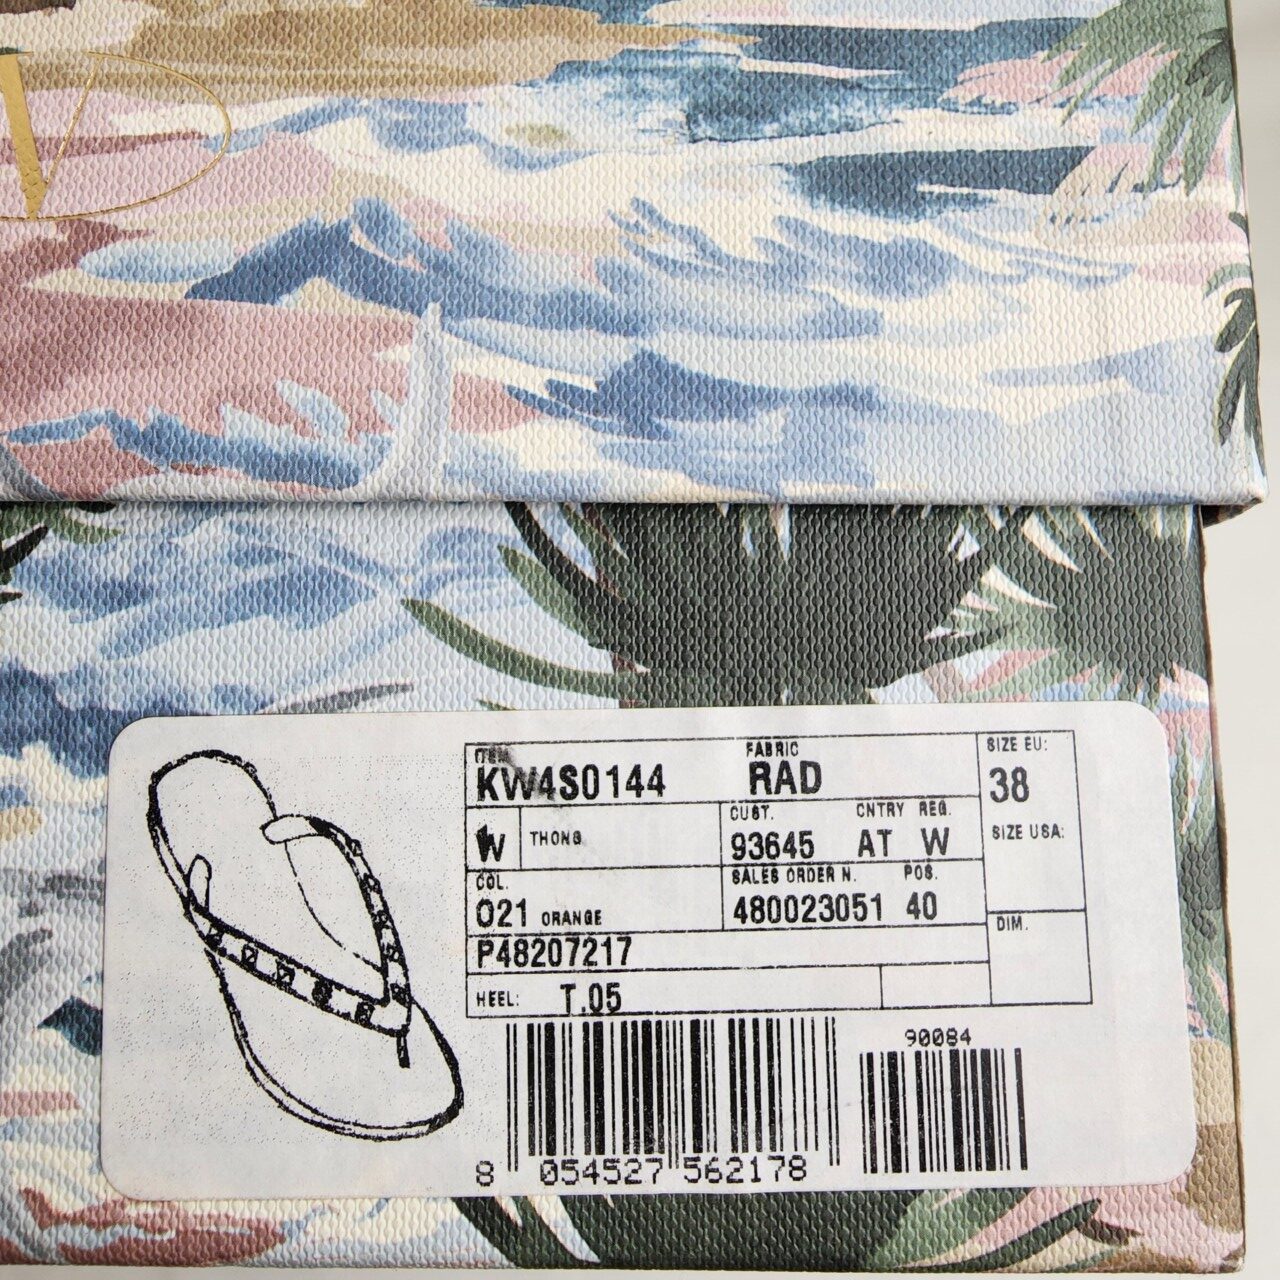 V
ITEM FABRIC SIZE EU:
KW4S0144 RAD 38
CUST. CNTRY REG. SIZE USA:
W THONG 93645 AT W
COL. SALES ORDER N. POS.
021 ORANGE 480023051 40 DIM.
P48207217
HEEL: T.05
90084
8 054527 562178